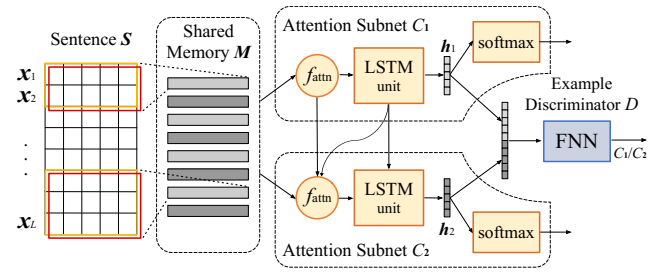 Sentence S
x1
x2
.
.
.
xL
Shared
Memory M
Attention Subnet C1
fattn
LSTM
unit
h1
softmax
Example
Discriminator D
FNN
C1/C2
fattn
LSTM
unit
h2
softmax
Attention Subnet C2